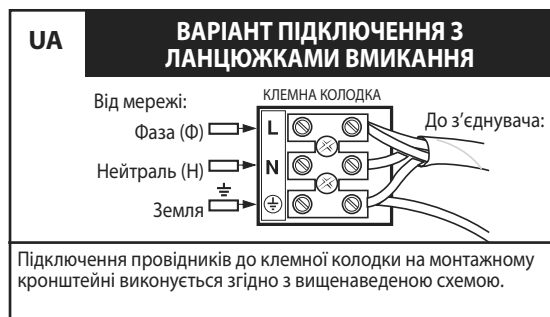 UA
ВАРІАНТ ПІДКЛЮЧЕННЯ З
ЛАНЦЮЖКАМИ ВМИКАННЯ
КЛЕМНА КОЛОДКА
Від мережі:
До з’єднувача:
Фаза (Ф)
L
Нейтраль (Н)
N
Земля
Підключення провідників до клемної колодки на монтажному
кронштейні виконується згідно з вищенаведеною схемою.